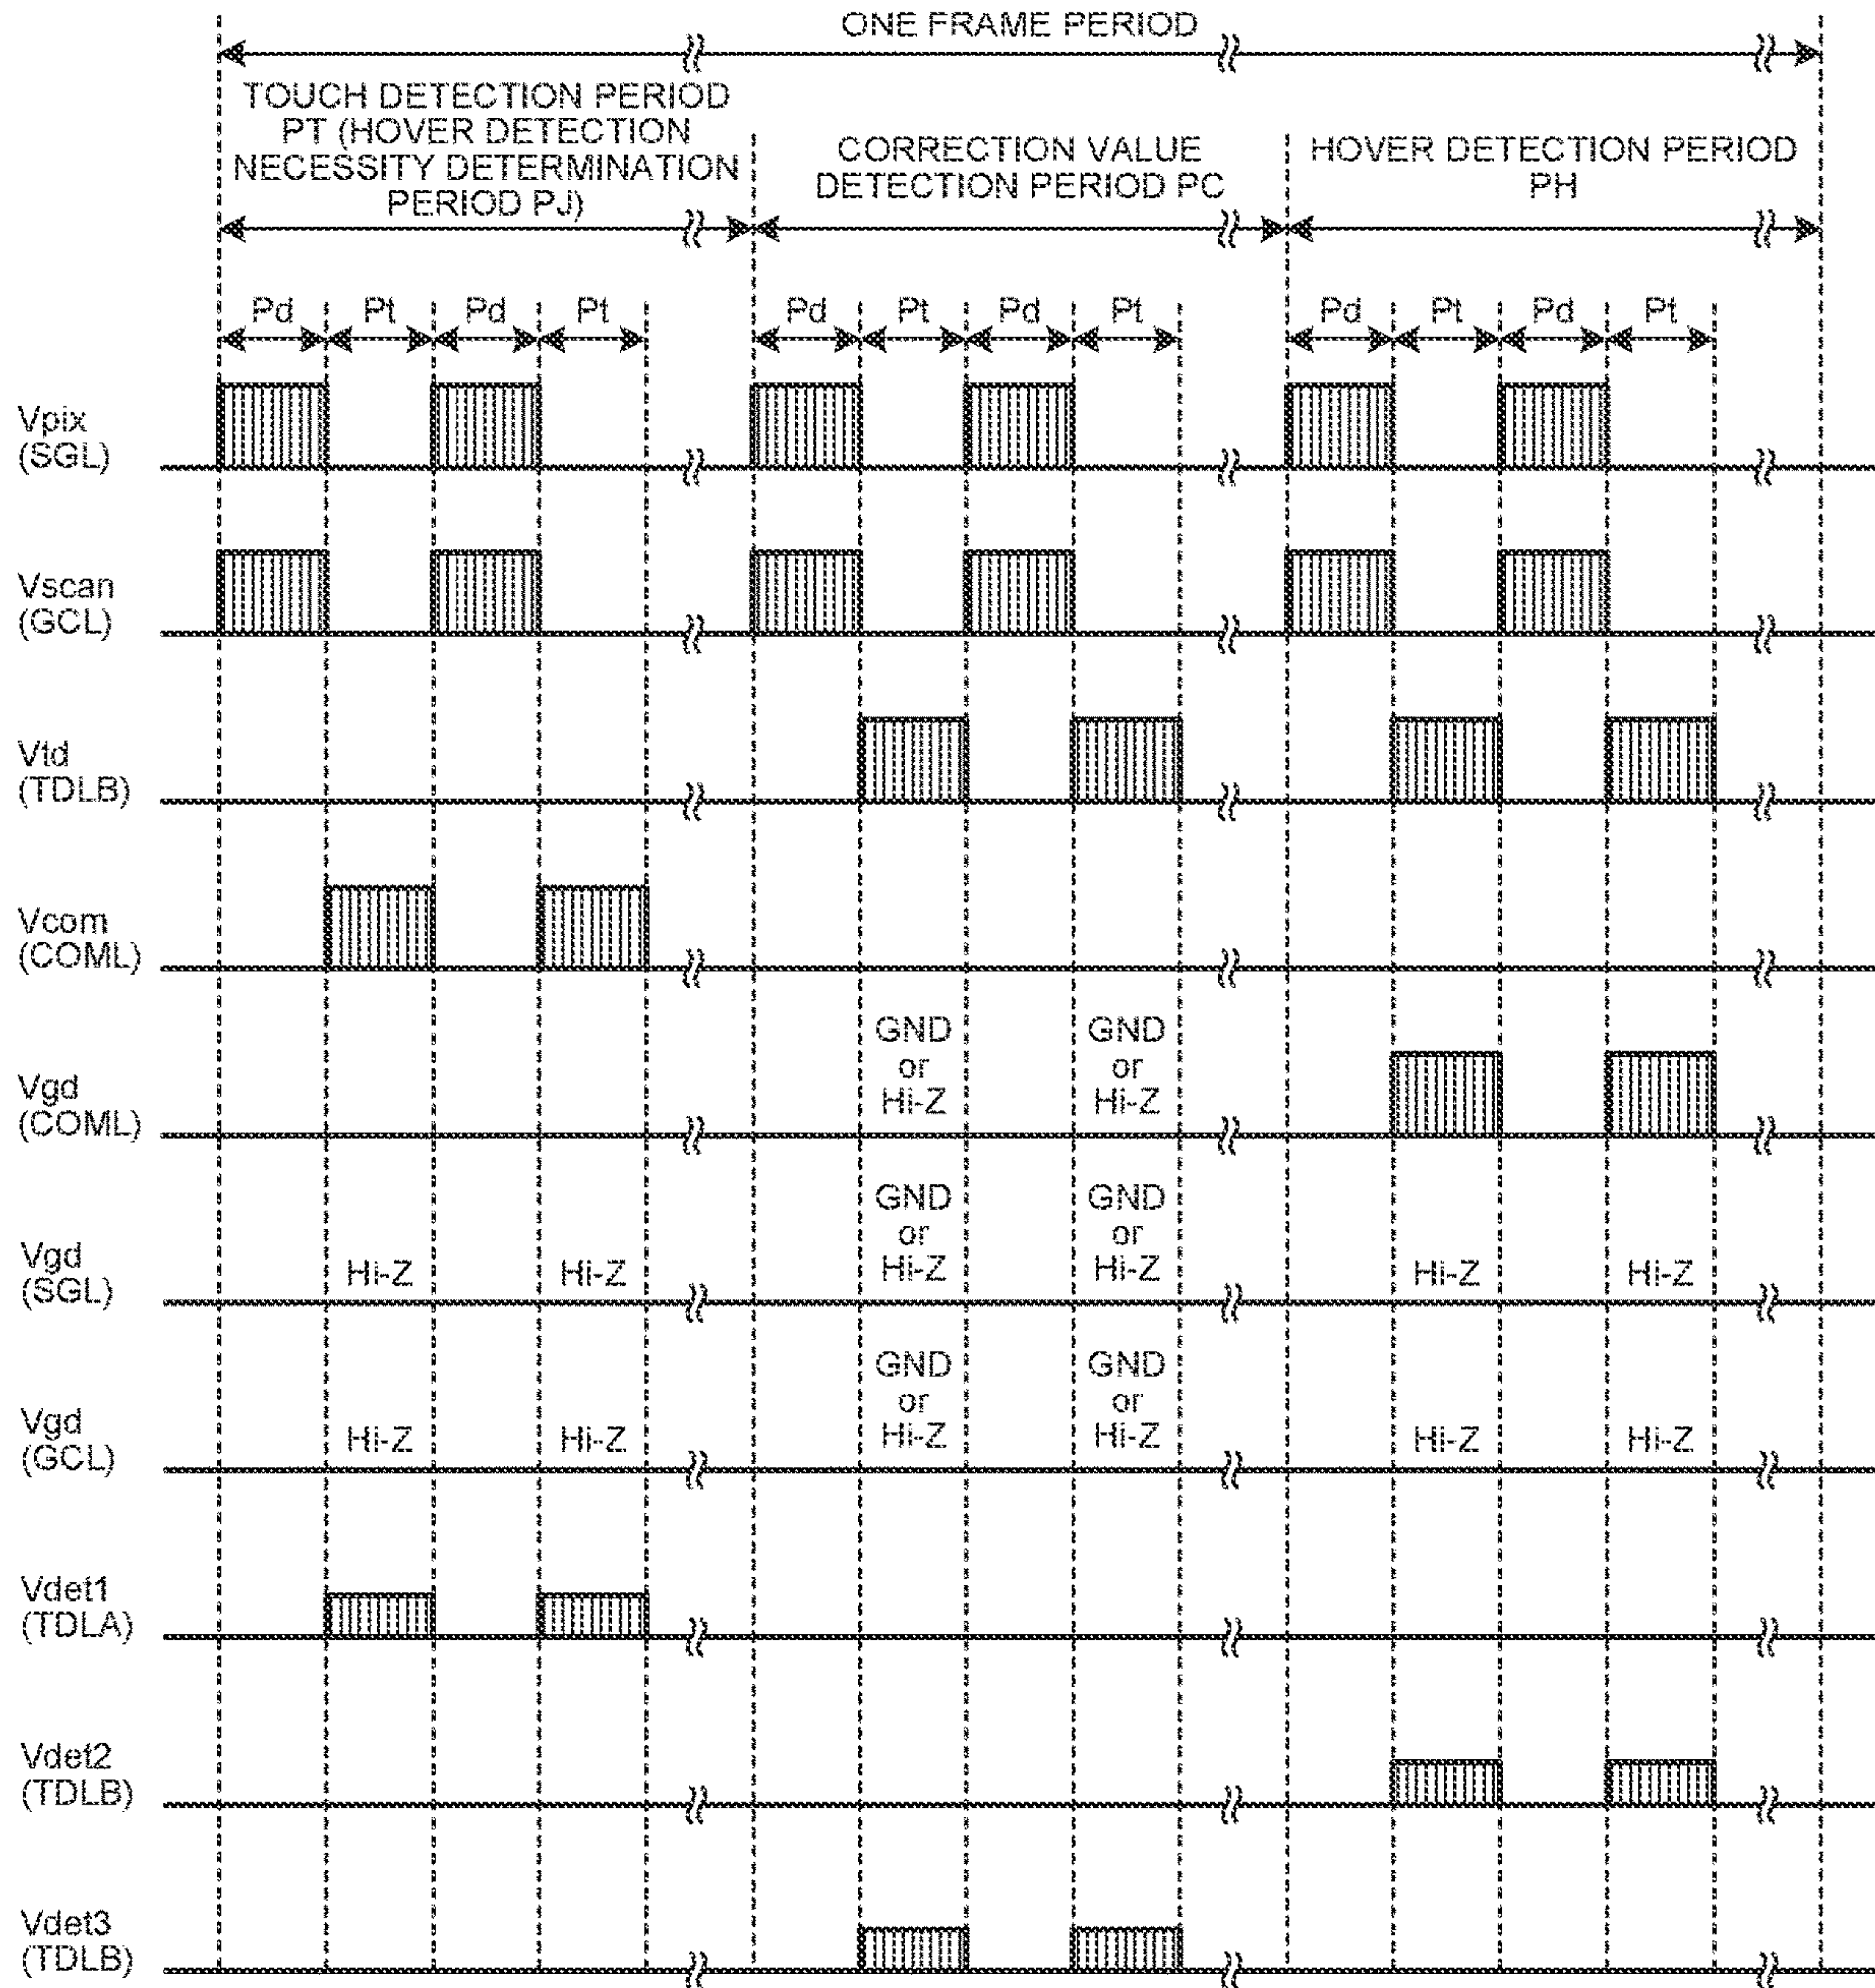 ONE FRAME PERIOD
TOUCH DETECTION PERIOD
PT (HOVER DETECTION
NECESSITY DETERMINATION
PERIOD PJ)
CORRECTION VALUE
DETECTION PERIOD PC
HOVER DETECTION PERIOD
PH
Pd Pt Pd Pt Pd Pt Pd Pt Pd Pt Pd Pt
Vpix
(SGL)
Vscan
(GCL)
Vtd
(TDLB)
Vcom
(COML)
Vgd
(COML)
GND
or
Hi-Z
GND
or
Hi-Z
Vgd
(SGL)
Hi-Z Hi-Z
GND
or
Hi-Z
GND
or
Hi-Z
Hi-Z Hi-Z
Vgd
(GCL)
Hi-Z Hi-Z
GND
or
Hi-Z
GND
or
Hi-Z
Hi-Z Hi-Z
Vdet1
(TDLA)
Vdet2
(TDLB)
Vdet3
(TDLB)